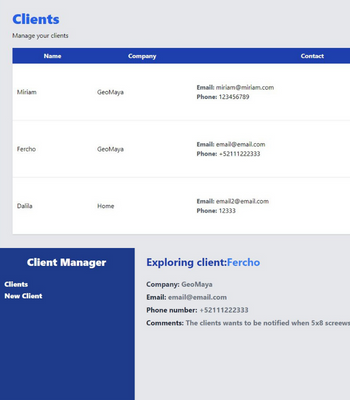 Clients
Manage your clients
Name Company Contact
Miriam GeoMaya Email: miriam@miriam.com
Phone: 123456789
Fercho GeoMaya Email: email@email.com
Phone: +52111222333
Dalila Home Email: email2@email.com
Phone: 12333
Client Manager
Clients
New Client
Exploring client:Fercho
Company: GeoMaya
Email: email@email.com
Phone number: +52111222333
Comments: The clients wants to be notified when 5x8 screews